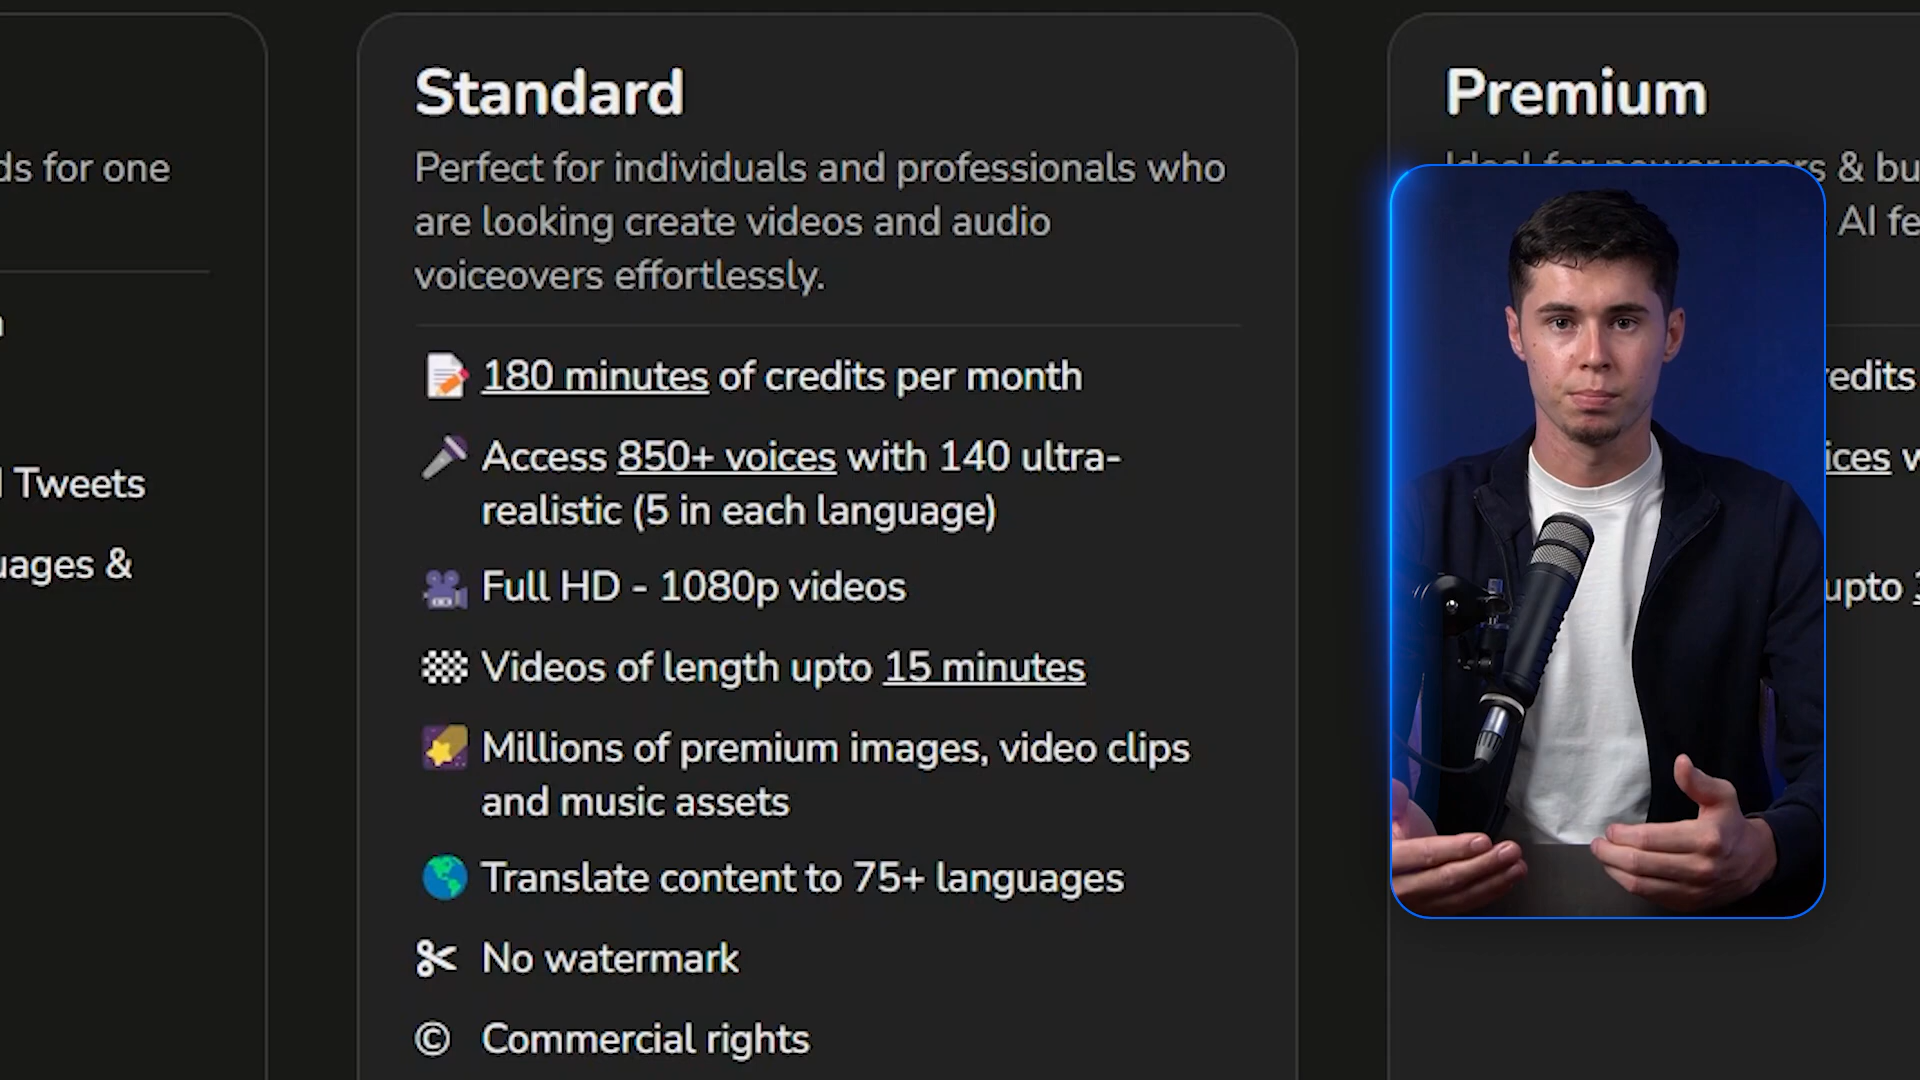 ds for one
Tweets
uages &
Standard
Perfect for individuals and professionals who
are looking create videos and audio
voiceovers effortlessly.
180 minutes of credits per month
Access 850+ voices with 140 ultra-
realistic (5 in each language)
Full HD - 1080p videos
Videos of length upto 15 minutes
Millions of premium images, video clips
and music assets
Translate content to 75+ languages
No watermark
© Commercial rights
Premium
& bu
AI fe
redits
ices w
upto